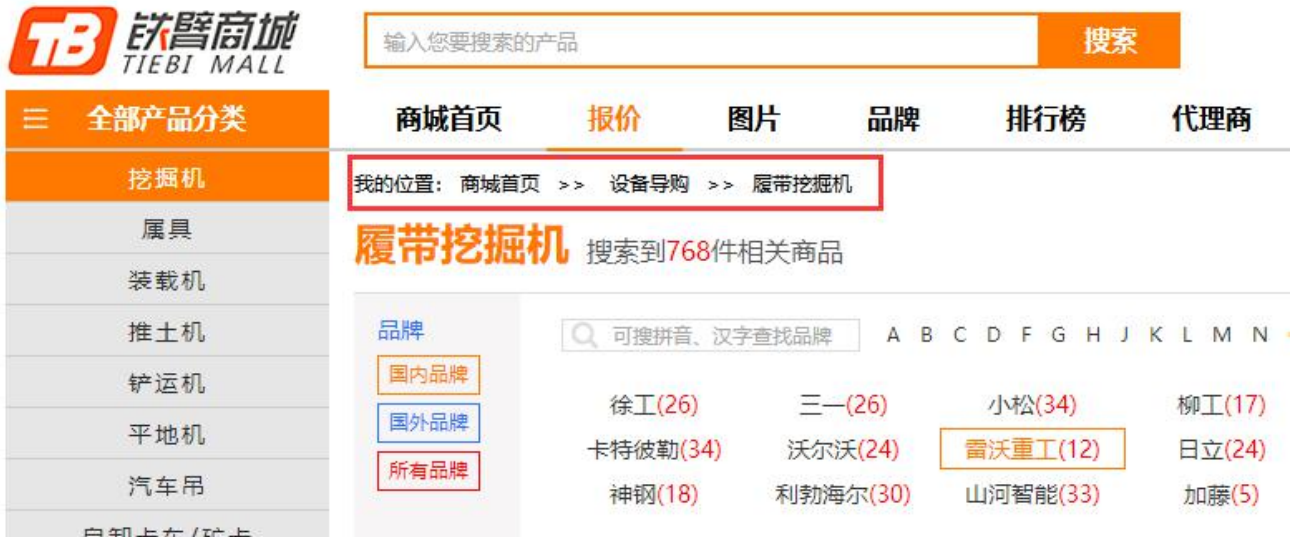 TB 铁臂商城
TIEBI MALL
输入您要搜索的产品 搜索
全部产品分类 商城首页 报价 图片 品牌 排行榜 代理商
挖掘机
属具
装载机
推土机
铲运机
平地机
汽车吊
自卸卡车/矿卡
我的位置: 商城首页 >> 设备导购 >> 履带挖掘机
履带挖掘机 搜索到768件相关商品
品牌 可搜拼音、汉字查找品牌 A B C D F G H J K L M N
国内品牌
国外品牌
所有品牌
徐工(26) 三一(26) 小松(34) 柳工(17)
卡特彼勒(34) 沃尔沃(24) 雷沃重工(12) 日立(24)
神钢(18) 利勃海尔(30) 山河智能(33) 加藤(5)